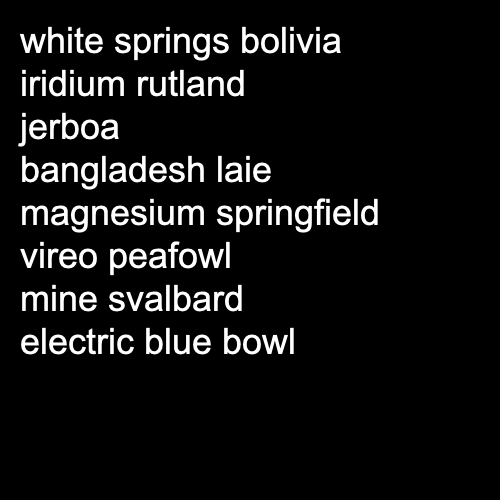 white springs bolivia
iridium rutland
jerboa
bangladesh laie
magnesium springfield
vireo peafowl
mine svalbard
electric blue bowl